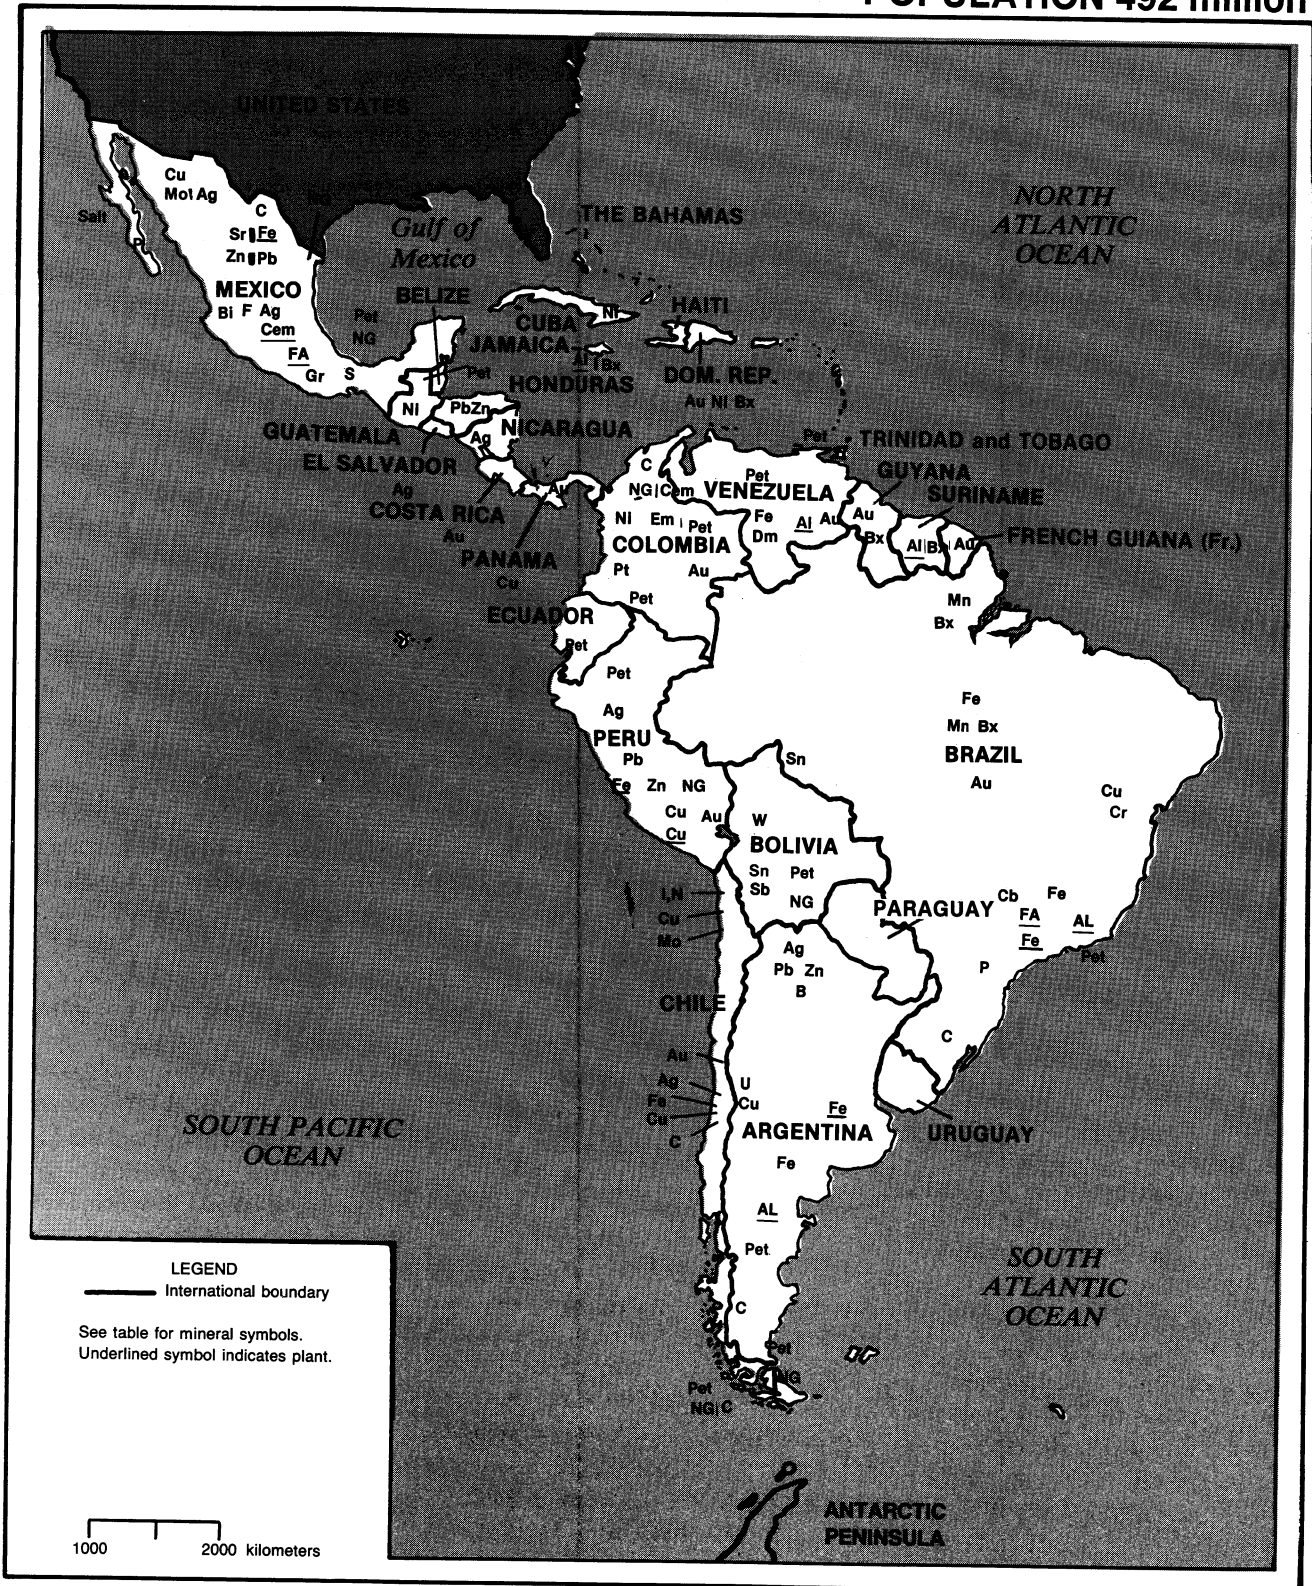 POPULATION 492 million
UNITED STATES
Cu
Mo Ag
NG
C
Salt
Sr Fe
Zn Pb
P
MEXICO
Bi F Ag
Cem
FA
Gr S
Gulf of
Mexico
Pet
NG
BELIZE
Pet
THE BAHAMAS
NORTH
ATLANTIC
OCEAN
CUBA
Ni
JAMAICA
Al Bx
HAITI
DOM. REP.
Au Ni Bx
HONDURAS
Ni
PbZn
GUATEMALA
NICARAGUA
Ag
EL SALVADOR
Ag
COSTA RICA
Au
Au
PANAMA
Cu
Pet
TRINIDAD and TOBAGO
GUYANA
SURINAME
FRENCH GUIANA (Fr.)
C
NG Cem
Pet
VENEZUELA
Fe Al Au
Dm
Au
Bx
Al Bx
Au
Ni Em Pet
COLOMBIA
Pt Au
Pet
ECUADOR
Pet
Pet
Ag
PERU
Pb
Fe Zn NG
Cu Au
Cu
Mn
Bx
Fe
Mn Bx
BRAZIL
Au
Cu
Cr
Sn
W
BOLIVIA
Sn Pet
Sb
NG
PARAGUAY
Cb Fe
FA AL
Fe
Pet
P
C
I,N
Cu
Mo
CHILE
Au
Ag
Fe
Cu
C
Ag
Pb Zn
B
U
Cu
Fe
ARGENTINA
Fe
AL
Pet
C
Pet
NG
Pet
NG C
URUGUAY
SOUTH PACIFIC
OCEAN
SOUTH
ATLANTIC
OCEAN
ANTARCTIC
PENINSULA
LEGEND
International boundary
See table for mineral symbols.
Underlined symbol indicates plant.
1000 2000 kilometers